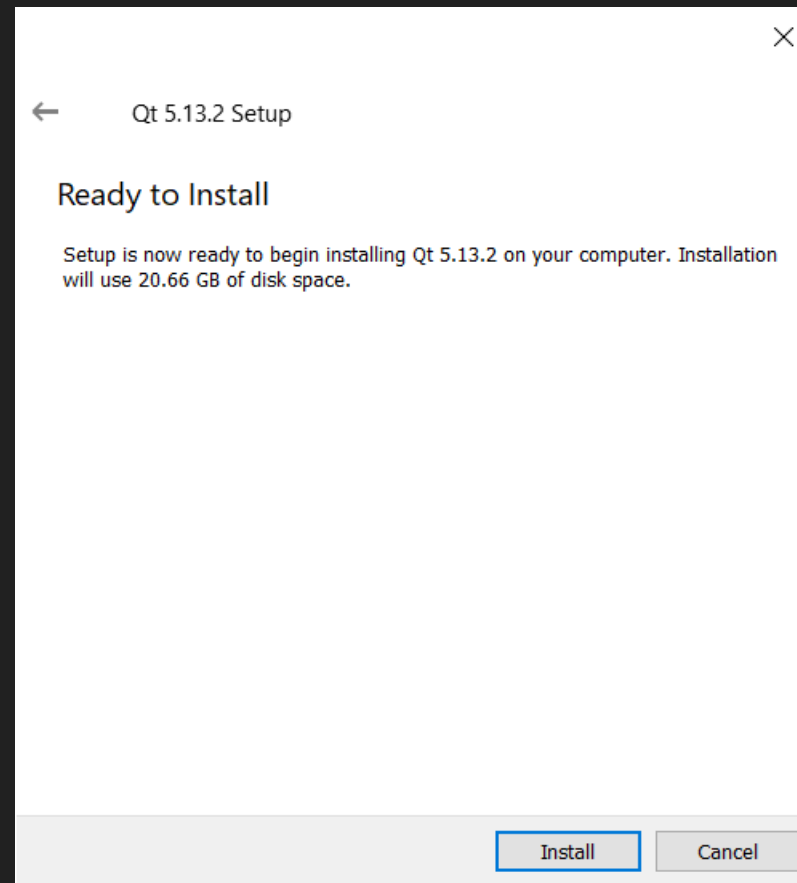 Qt 5.13.2 Setup
Ready to Install
Setup is now ready to begin installing Qt 5.13.2 on your computer. Installation
will use 20.66 GB of disk space.
Install
Cancel